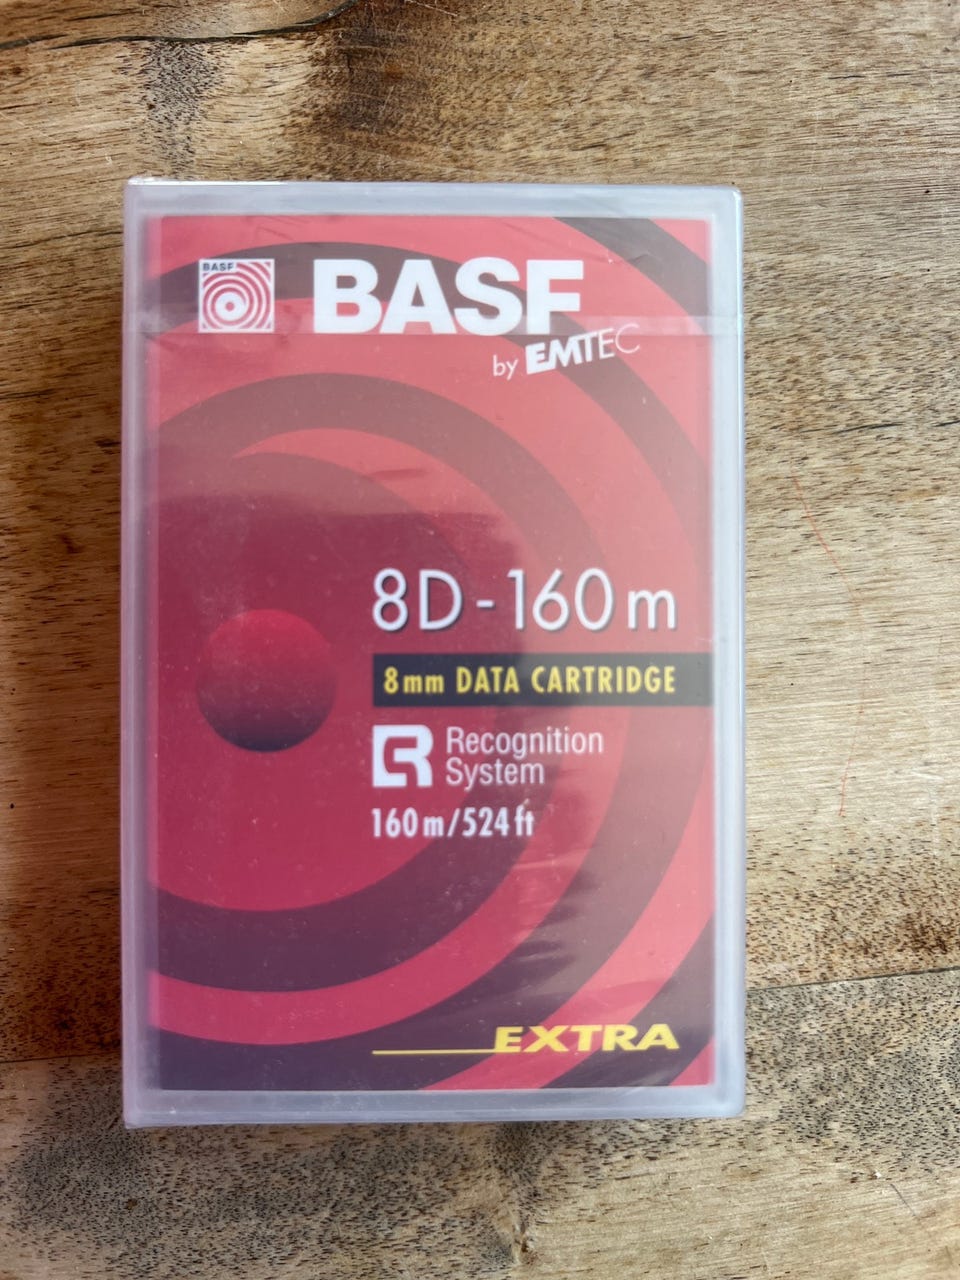 BASF
BASF
by EMTEC
8D-160m
8mm DATA CARTRIDGE
Recognition
System
160m/524ft
EXTRA